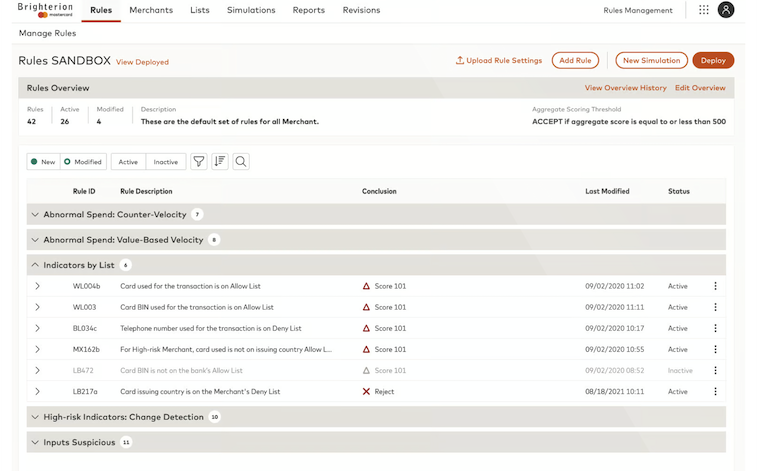 Brighterion
mastercard
Rules Merchants Lists Simulations Reports Revisions Rules Management
Manage Rules
Rules SANDBOX View Deployed Upload Rule Settings Add Rule New Simulation Deploy
Rules Overview View Overview History Edit Overview
Rules Active Modified Description Aggregate Scoring Threshold
42 26 4 These are the default set of rules for all Merchant. ACCEPT if aggregate score is equal to or less than 500
New Modified Active Inactive
Rule ID Rule Description Conclusion Last Modified Status
Abnormal Spend: Counter-Velocity 7
Abnormal Spend: Value-Based Velocity 8
Indicators by List 6
WL004b Card used for the transaction is on Allow List Score 101 09/02/2020 11:02 Active
WL003 Card BIN used for the transaction is on Allow List Score 101 09/02/2020 11:11 Active
BL034c Telephone number used for the transaction is on Deny List Score 101 09/02/2020 10:17 Active
MX162b For High-risk Merchant, card used is not on issuing country Allow L... Score 101 09/02/2020 10:55 Active
LB472 Card BIN is not on the bank's Allow List Score 101 09/02/2020 08:52 Inactive
LB217a Card issuing country is on the Merchant's Deny List Reject 08/18/2021 10:11 Active
High-risk Indicators: Change Detection 10
Inputs Suspicious 11